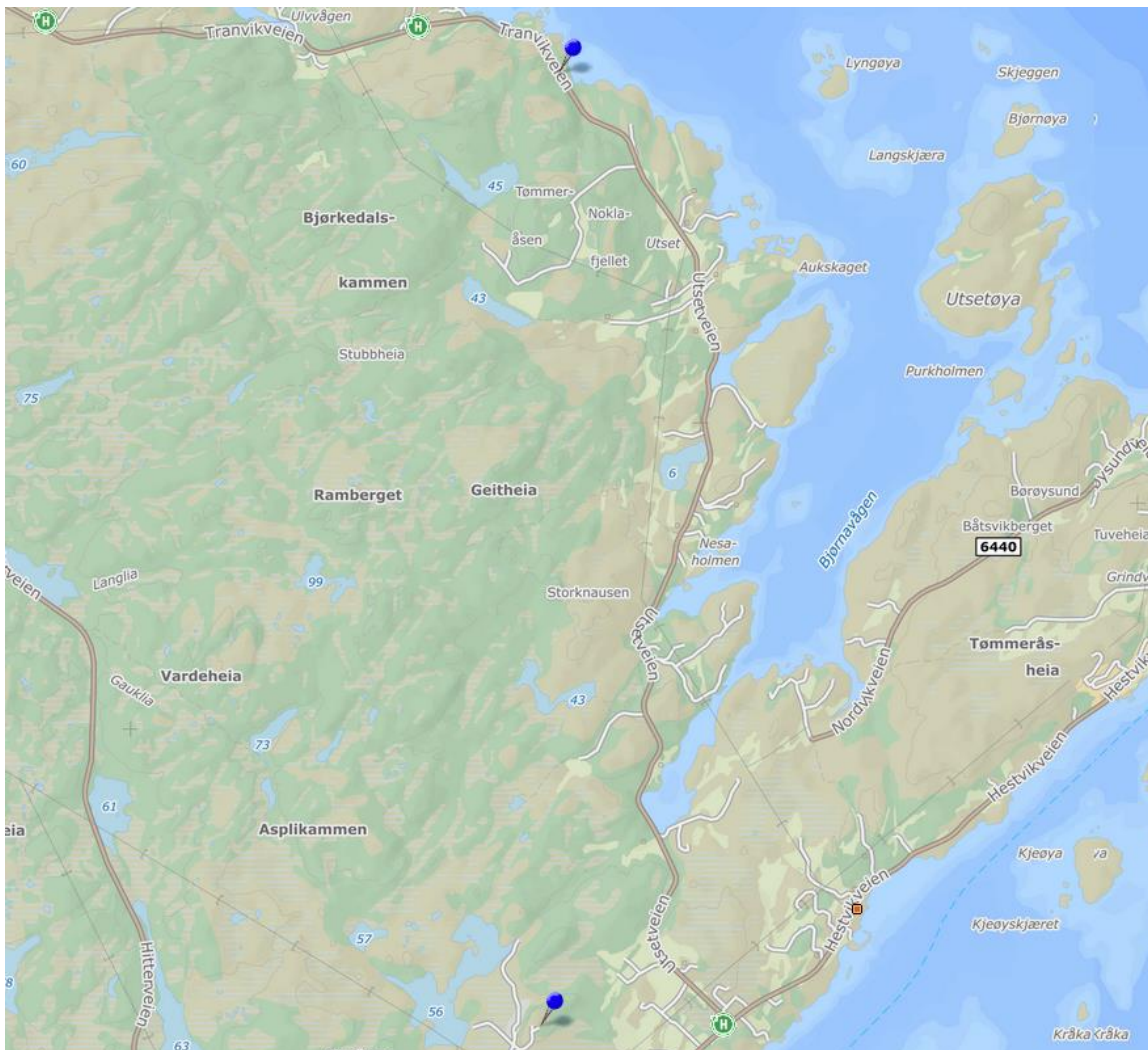 H
Ulvvågen
H
Tranvikveien
Tranvikveien
Lyngøya
Skjeggen
Bjørnøya
Langskjæra
60
45
Tømmer-
åsen
Nokla-
fjellet
Bjørkedals-
kammen
Utset
Aukskaget
Utsetøya
43
Utsetveien
Stubbheia
Purkholmen
75
Ramberget
Geitheia
6
Bjørnavågen
Børøysund
Båtsvikberget
6440
Tuveheia
Nesa-
holmen
Langlia
99
Storknausen
Utsetveien
Tømmerås-
heia
Vardeheia
Gauklia
43
Nordvikveien
Hestvik
73
Hestvikveien
61
Asplikammen
eia
Kjeøya
Hestvikveien
Kjeøyskjæret
Utsetveien
57
Hitterveien
56
H
63
Kråka
Kråka